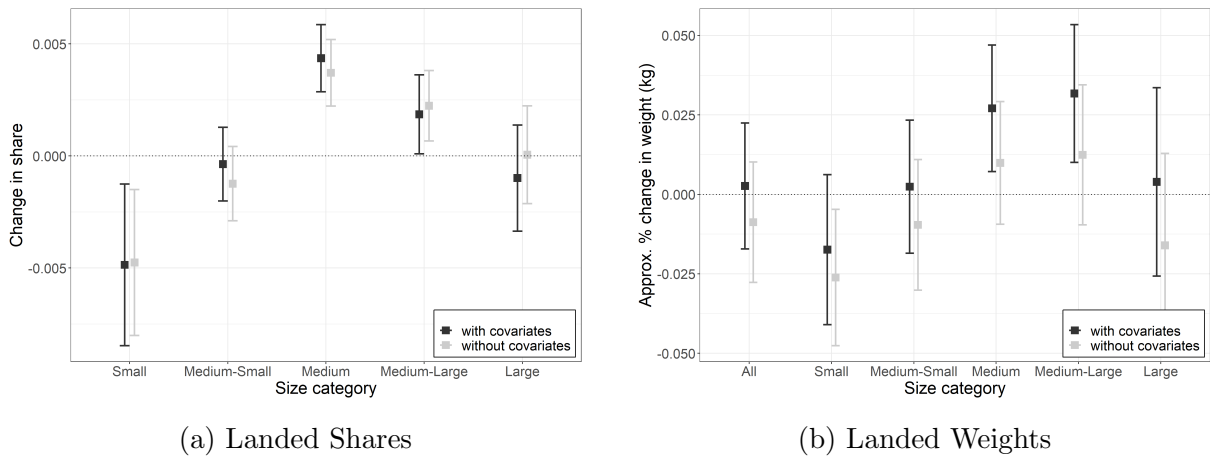 0.005
0.000
-0.005
Change in share
Small Medium-Small Medium Medium-Large Large
Size category
with covariates
without covariates
(a) Landed Shares
0.050
0.025
0.000
-0.025
-0.050
Approx. % change in weight (kg)
All Small Medium-Small Medium Medium-Large Large
Size category
with covariates
without covariates
(b) Landed Weights